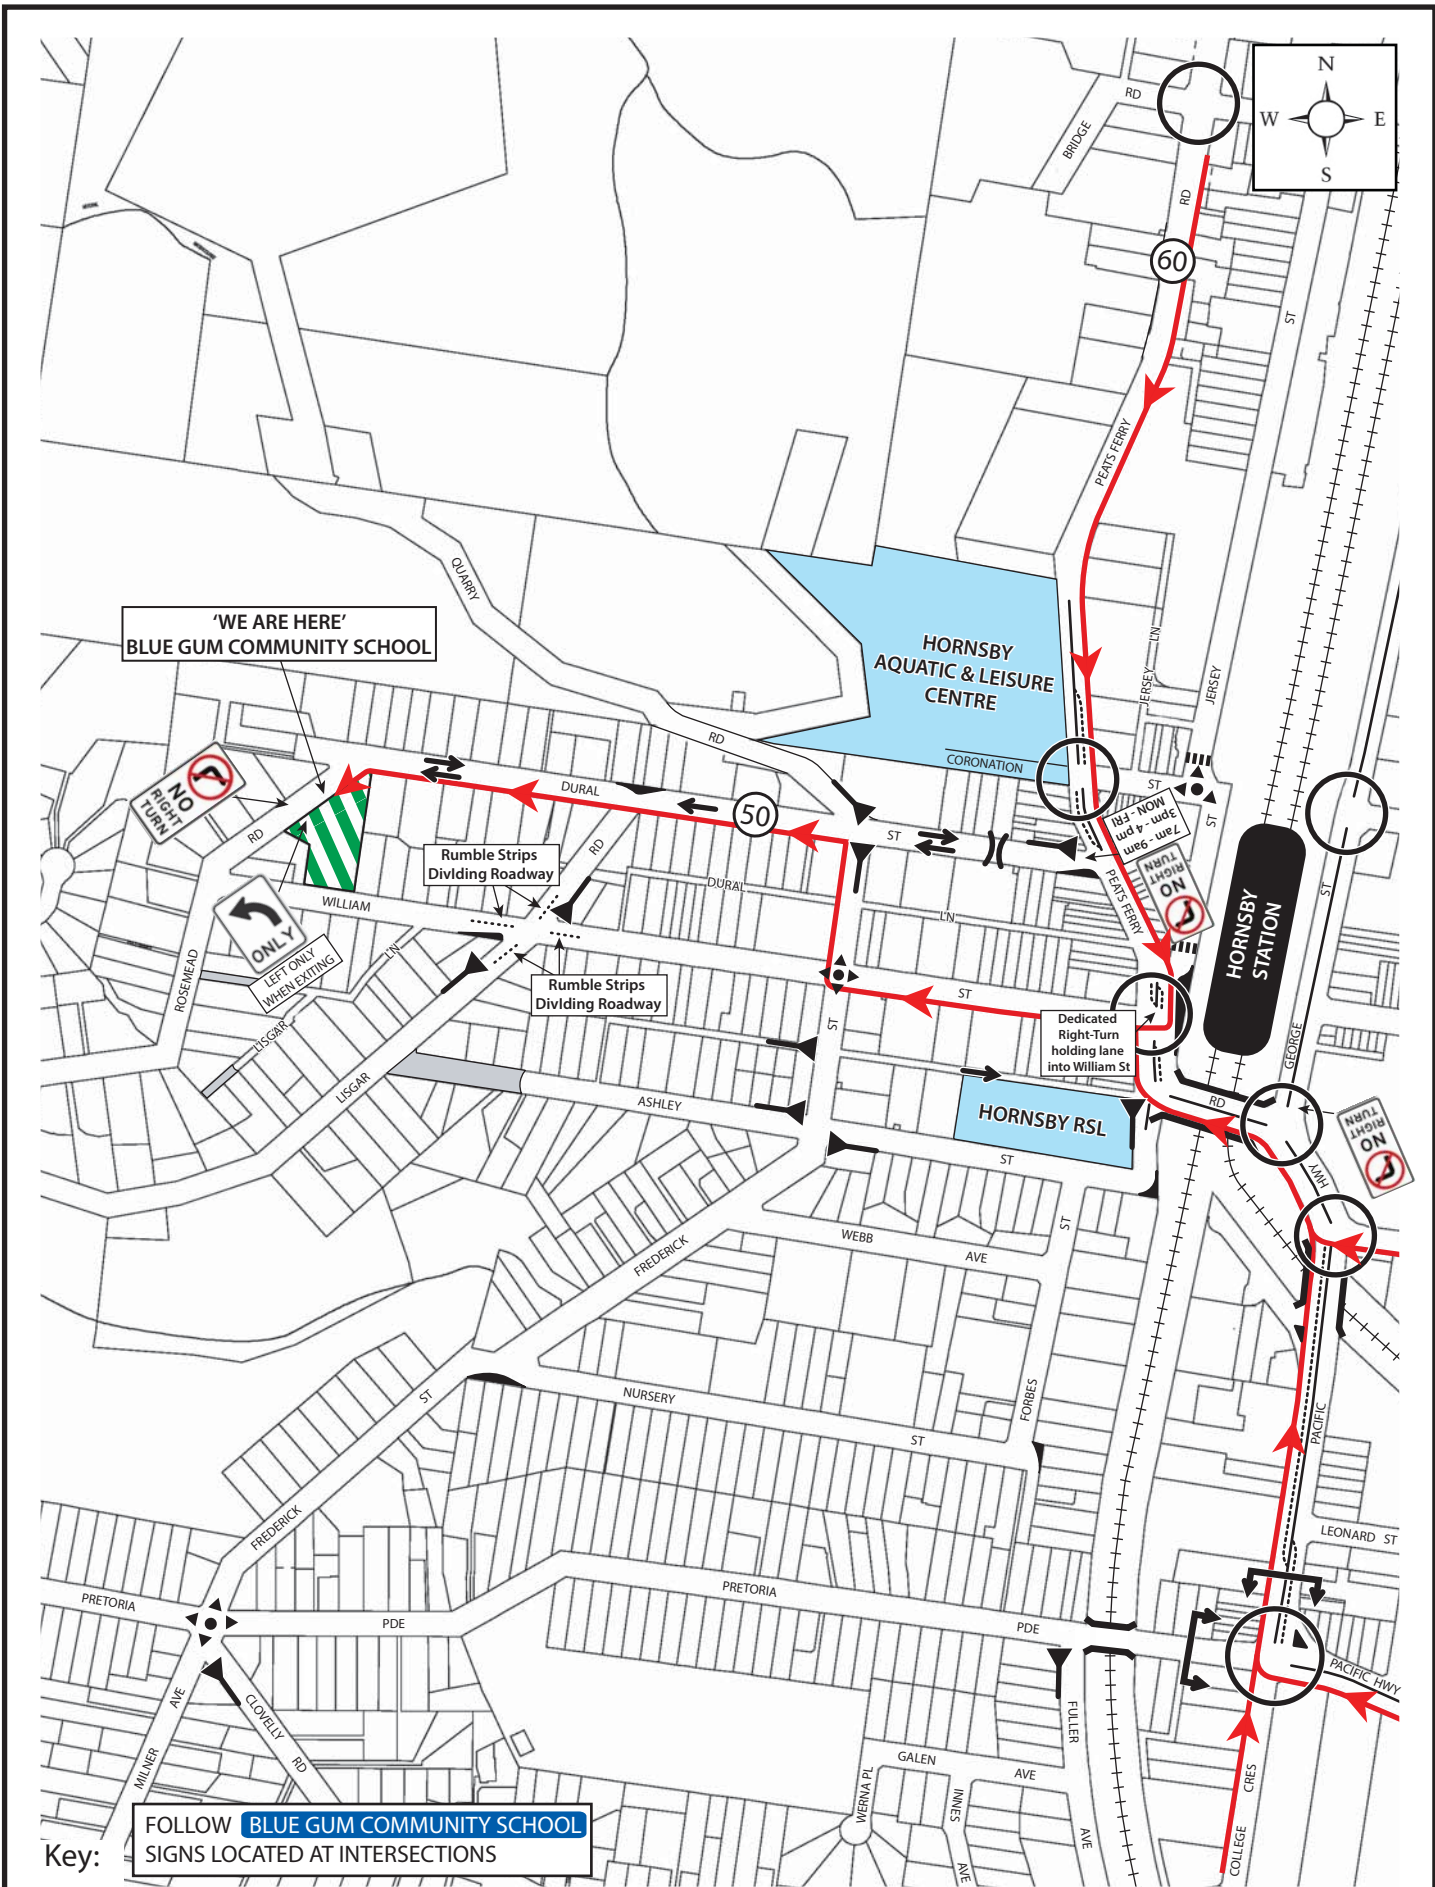 N
W
E
S
RD
BRIDGE
RD
60
ST
PEATS FERRY
QUARRY
'WE ARE HERE'
BLUE GUM COMMUNITY SCHOOL
HORNSBY
AQUATIC & LEISURE
CENTRE
LN
JERSEY
JERSEY
RD
CORONATION
ST
NO
RIGHT
TURN
DURAL
50
ST
7am - 9am
3pm - 4pm
MON - FRI
ST
RD
RD
Rumble Strips
Dividing Roadway
DURAL
LN
PEATS FERRY
NO
RIGHT
TURN
HORNSBY
STATION
ST
WILLIAM
ONLY
LEFT ONLY
WHEN EXITING
LN
ROSEMEAD
Rumble Strips
Dividing Roadway
ST
ST
Dedicated
Right-Turn
holding lane
into William St
GEORGE
LISGAR
LISGAR
ASHLEY
HORNSBY RSL
RD
NO
RIGHT
TURN
ST
HWY
FREDERICK
WEBB
AVE
ST
ST
NURSERY
ST
FORBES
PACIFIC
FREDERICK
LEONARD ST
PRETORIA
PDE
PRETORIA
PDE
PACIFIC HWY
AVE
CLOVELLY
RD
MILNER
FULLER
AVE
GALEN
AVE
WERNA PL
INNES
AVE
COLLEGE
CRES
Key:
FOLLOW BLUE GUM COMMUNITY SCHOOL
SIGNS LOCATED AT INTERSECTIONS